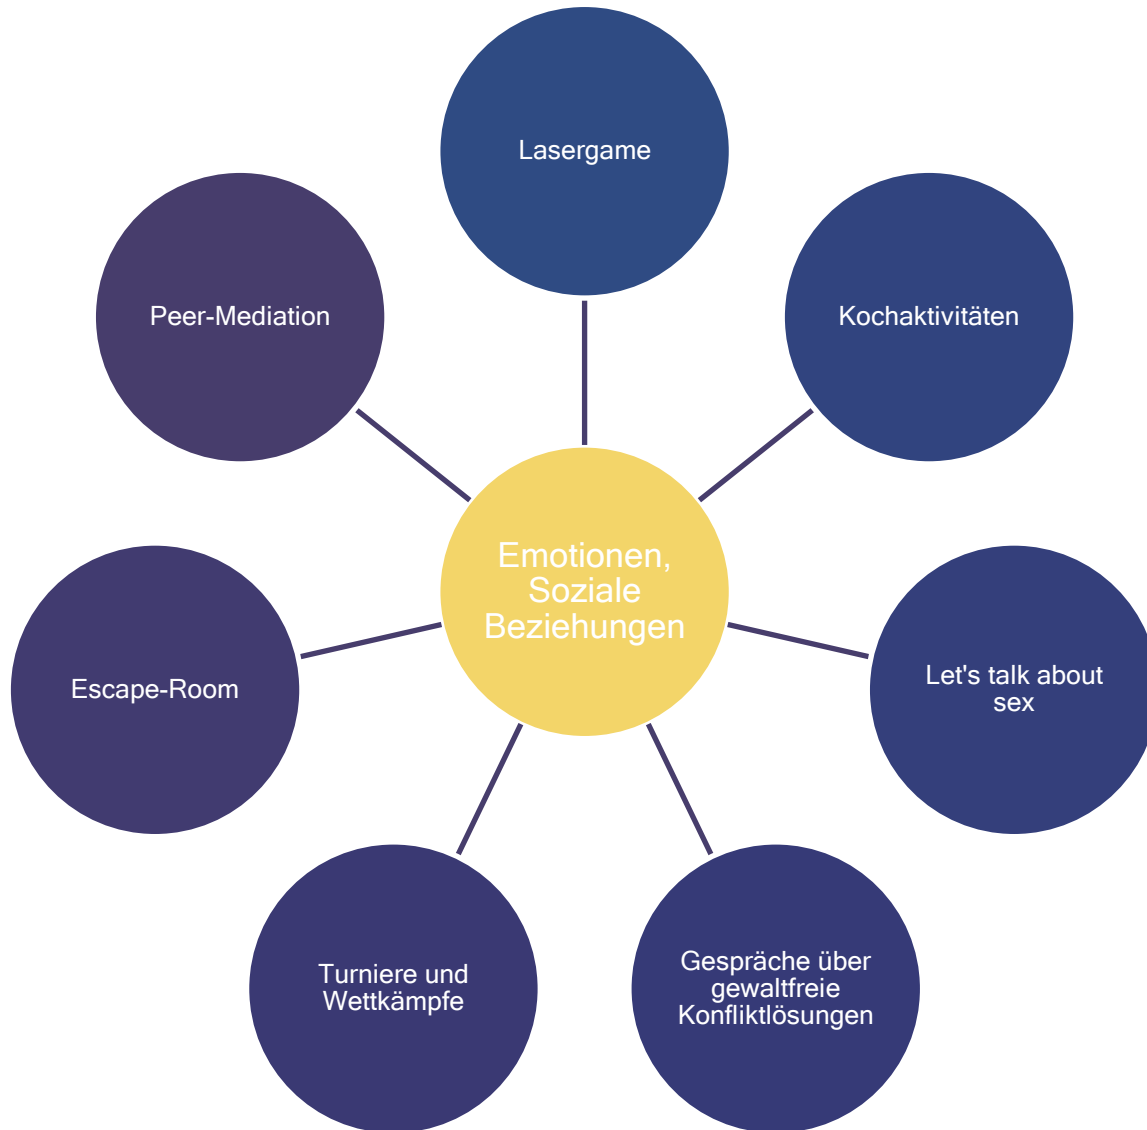 Lasergame
Peer-Mediation
Kochaktivitäten
Emotionen,
Soziale
Beziehungen
Escape-Room
Let's talk about
sex
Turniere und
Wettkämpfe
Gespräche über
gewaltfreie
Konfliktlösungen